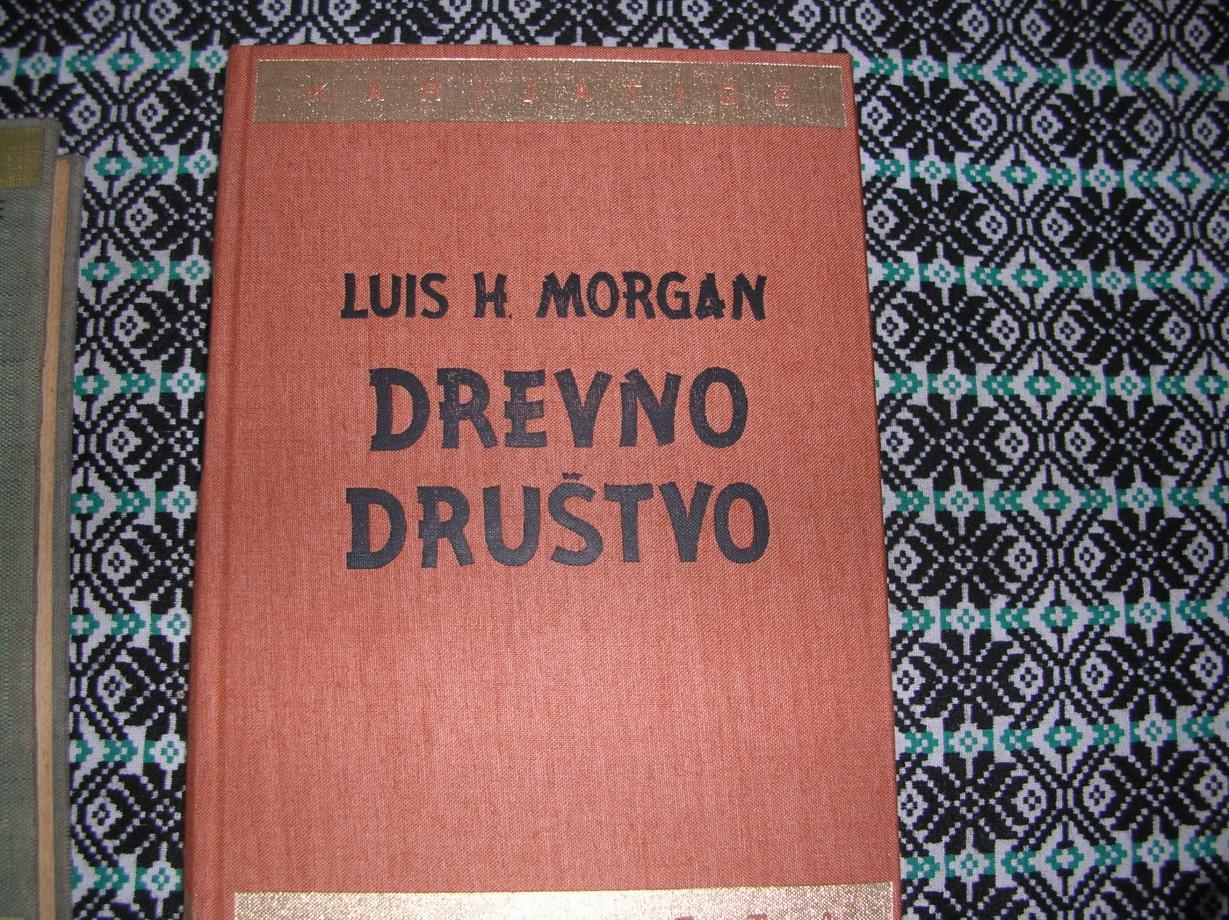 KARIJATIDE
LUIS H. MORGAN
DREVNO
DRUŠTVO